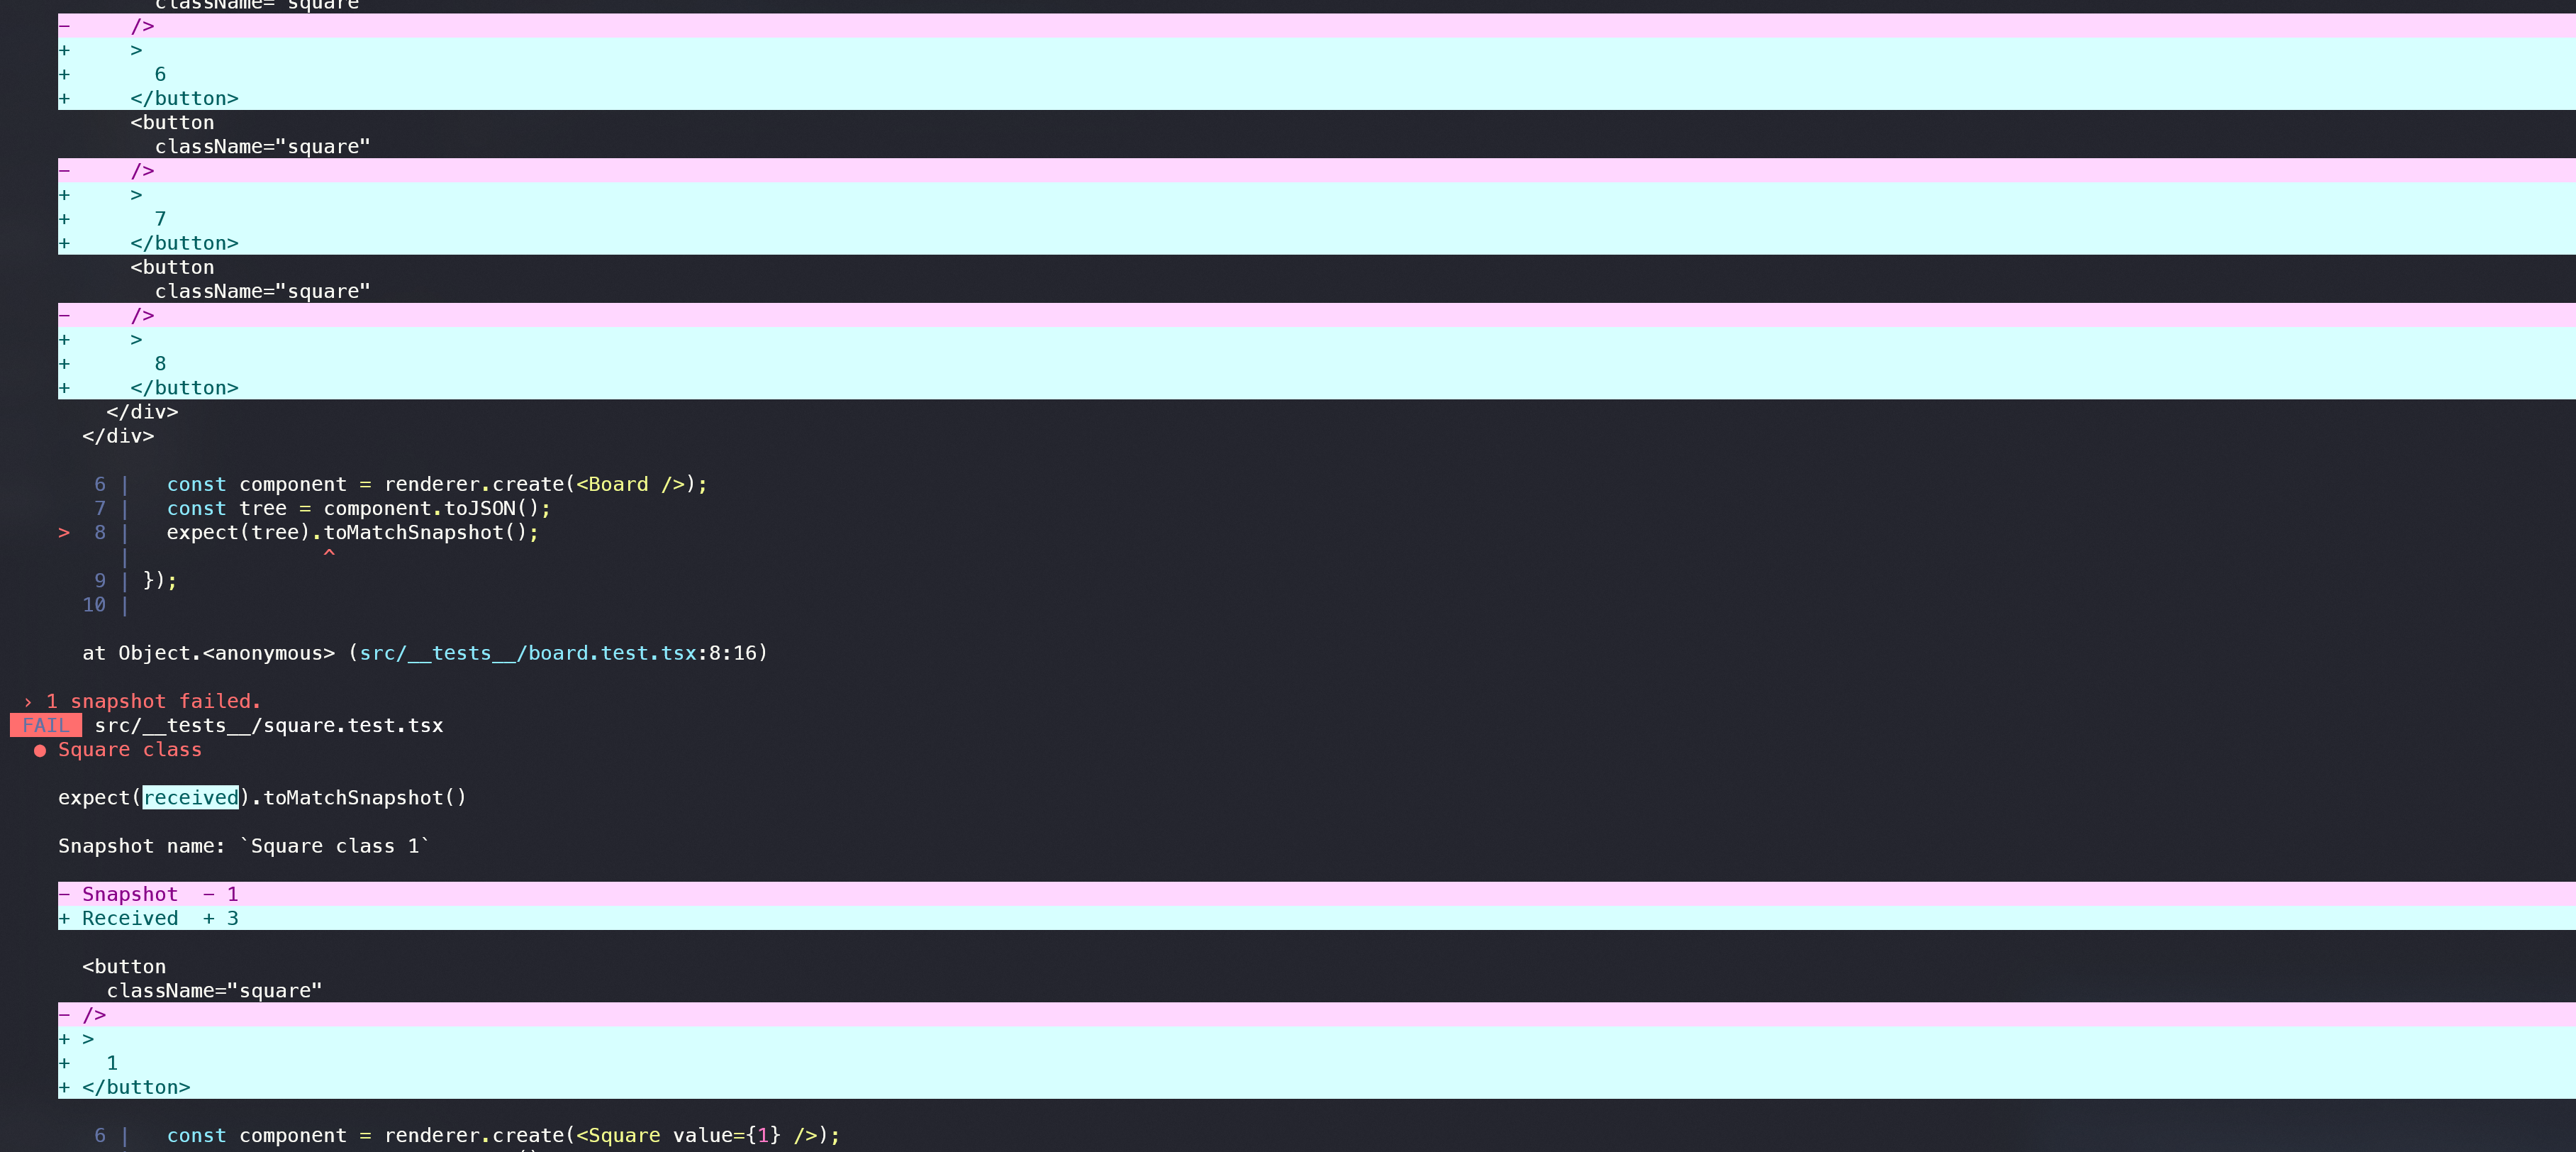 className="square
-     />
+     >
+       6
+     </button>
      <button
        className="square"
-     />
+     >
+       7
+     </button>
      <button
        className="square"
-     />
+     >
+       8
+     </button>
    </div>
  </div>
   6 |   const component = renderer.create(<Board />);
   7 |   const tree = component.toJSON();
>  8 |   expect(tree).toMatchSnapshot();
     |                ^
   9 | });
  10 |
  at Object.<anonymous> (src/__tests__/board.test.tsx:8:16)
› 1 snapshot failed.
FAIL src/__tests__/square.test.tsx
● Square class
expect(received).toMatchSnapshot()
Snapshot name: `Square class 1`
- Snapshot  - 1
+ Received  + 3
  <button
    className="square"
- />
+ >
+   1
+ </button>
   6 |   const component = renderer.create(<Square value={1} />);